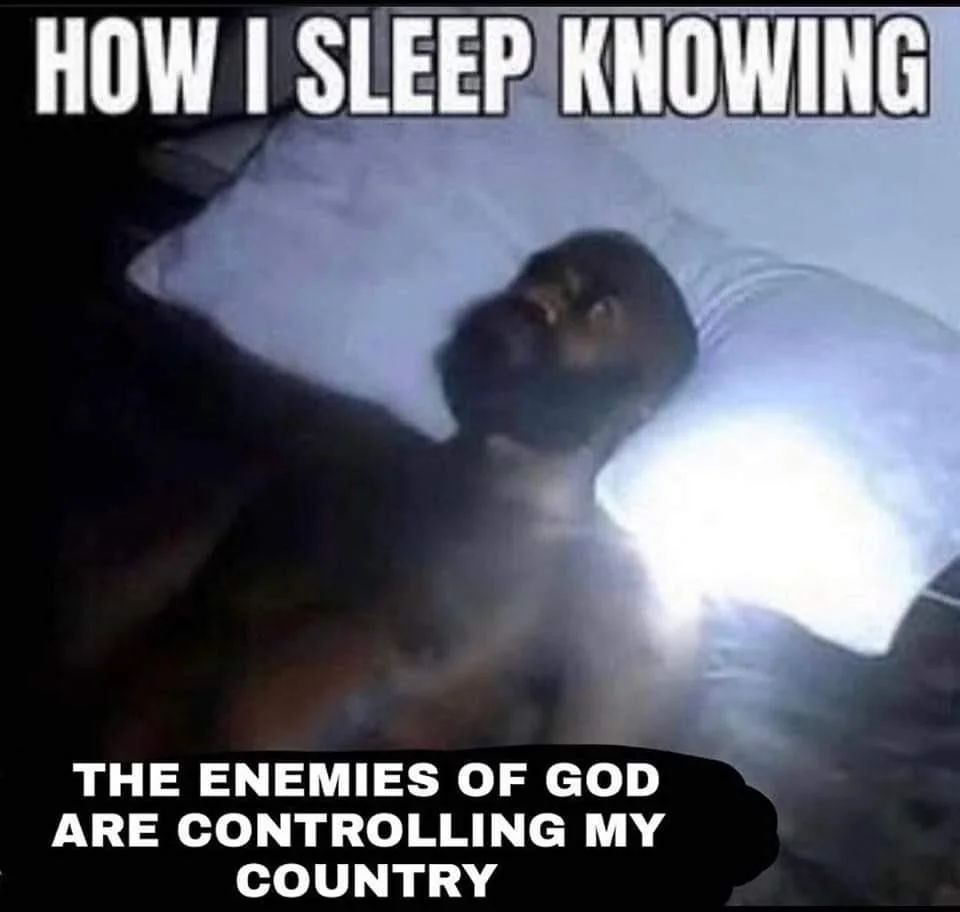 HOW I SLEEP KNOWING
THE ENEMIES OF GOD
ARE CONTROLLING MY
COUNTRY